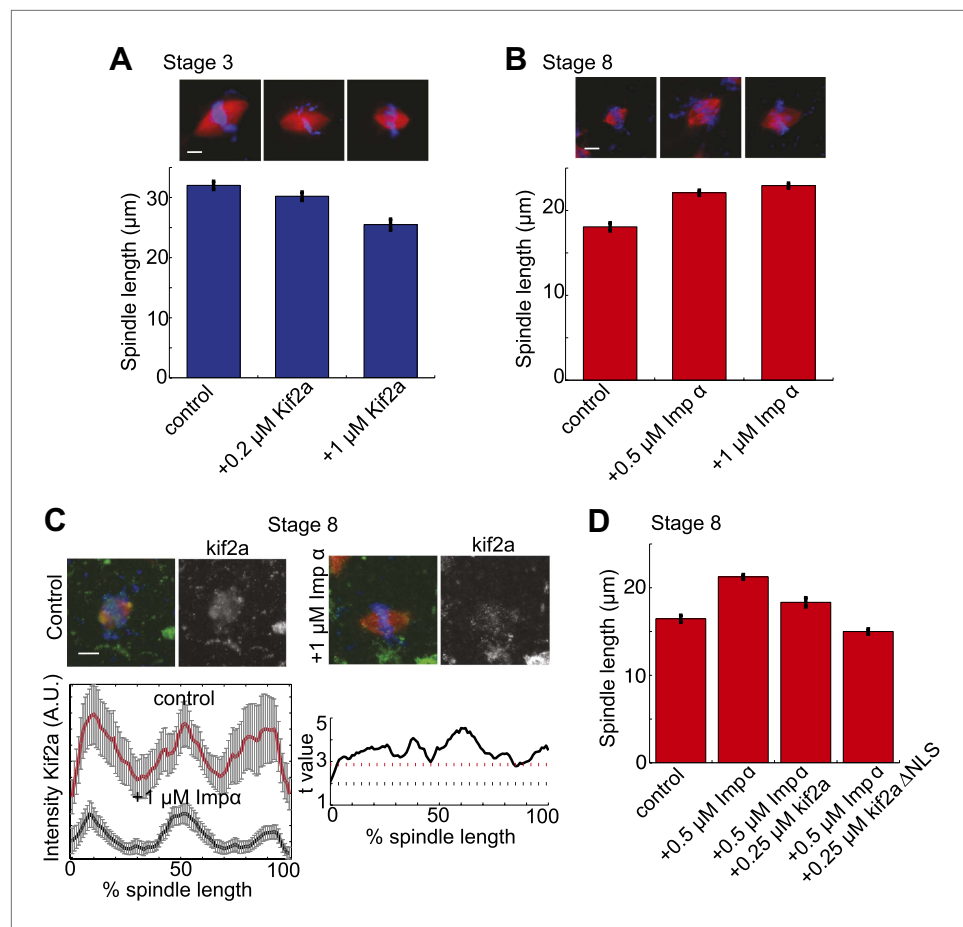 A Stage 3
Spindle length (μm)
30
20
10
0
control
+0.2 μM Kif2a
+1 μM Kif2a
B Stage 8
Spindle length (μm)
20
10
0
control
+0.5 μM Imp α
+1 μM Imp α
C
Stage 8
kif2a
Control
kif2a
+1 μM Imp α
Intensity Kif2a (A.U.)
control
+1 μM Impα
0 50 100
% spindle length
t value
5
3
1
0 50 100
% spindle length
D Stage 8
Spindle length (μm)
20
10
0
control
+0.5 μM Imp α
+0.5 μM Imp α
+0.25 μM kif2a
+0.5 μM Imp α
+0.25 μM kif2a ΔNLS